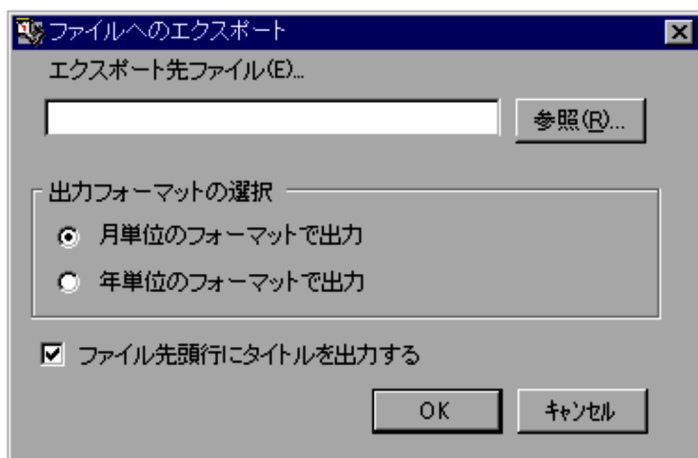 ファイルへのエクスポート
エクスポート先ファイル(E)...
参照(R)...
出力フォーマットの選択
月単位のフォーマットで出力
年単位のフォーマットで出力
ファイル先頭行にタイトルを出力する
OK
ｷｬﾝｾﾙ